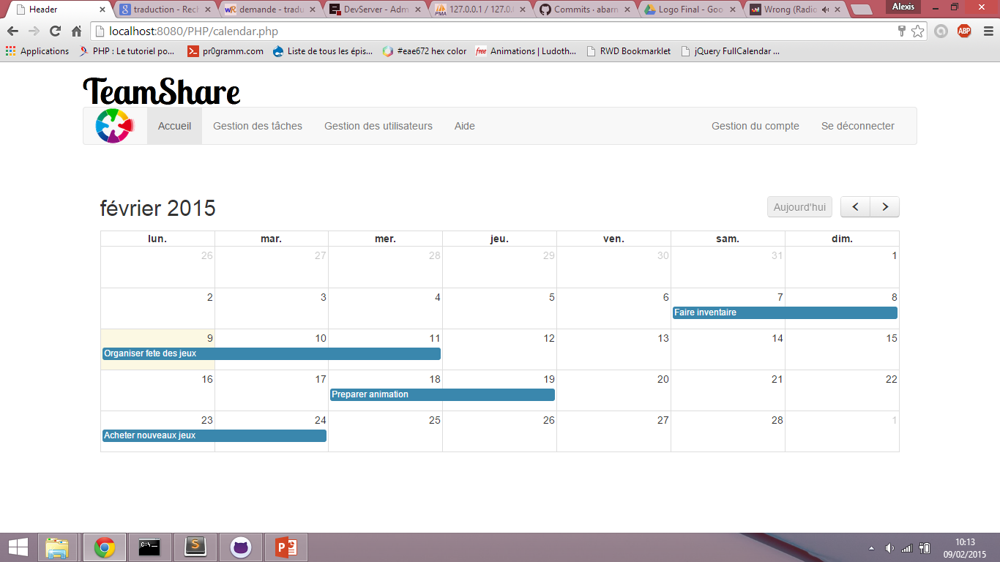 Header
traduction - Rech
demande - tradu
DevServer - Adm
127.0.0.1 / 127.0.
Commits · abarn
Logo Final - Goo
Wrong (Radio
Alexis
localhost:8080/PHP/calendar.php
ABP
Applications
PHP : Le tutoriel po...
pr0gramm.com
Liste de tous les épis...
#eae672 hex color
free
Animations | Ludoth...
RWD Bookmarklet
jQuery FullCalendar ...
TeamShare
Accueil
Gestion des tâches
Gestion des utilisateurs
Aide
Gestion du compte
Se déconnecter
février 2015
Aujourd'hui
lun. mar. mer. jeu. ven. sam. dim.
26 27 28 29 30 31 1
2 3 4 5 6 7 8
Faire inventaire
9 10 11 12 13 14 15
Organiser fete des jeux
16 17 18 19 20 21 22
Preparer animation
23 24 25 26 27 28 1
Acheter nouveaux jeux
10:13
09/02/2015